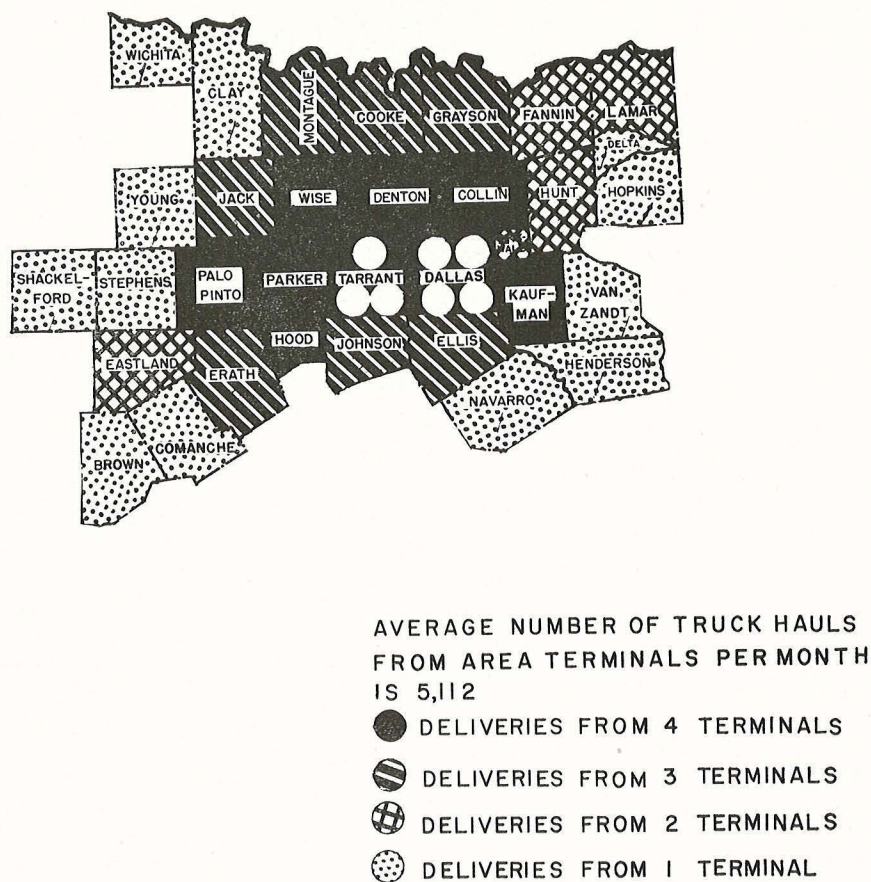 WICHITA
CLAY
MONTAGUE
COOKE
GRAYSON
FANNIN
LAMAR
DELTA
YOUNG
JACK
WISE
DENTON
COLLIN
HUNT
HOPKINS
SHACKEL-
FORD
STEPHENS
PALO
PINTO
PARKER
TARRANT
DALLAS
KAUF-
MAN
VAN
ZANDT
HOOD
JOHNSON
ELLIS
EASTLAND
ERATH
HENDERSON
NAVARRO
BROWN
COMANCHE
AVERAGE NUMBER OF TRUCK HAULS
FROM AREA TERMINALS PER MONTH
IS 5,112
DELIVERIES FROM 4 TERMINALS
DELIVERIES FROM 3 TERMINALS
DELIVERIES FROM 2 TERMINALS
DELIVERIES FROM 1 TERMINAL